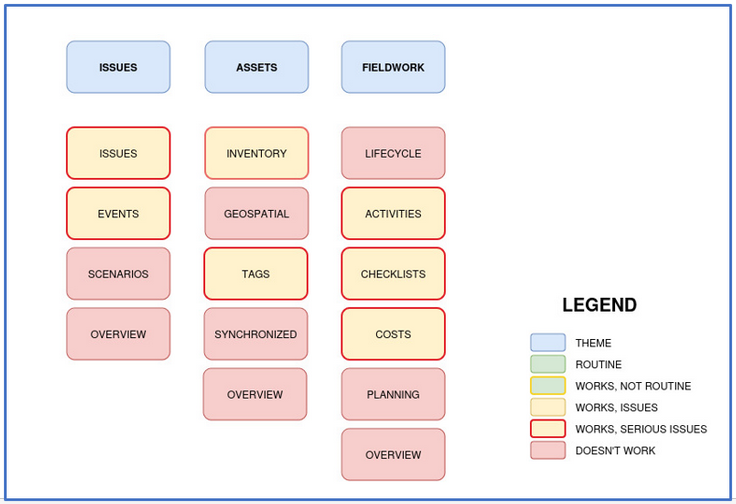 ISSUES
ASSETS
FIELDWORK
ISSUES
INVENTORY
LIFECYCLE
EVENTS
GEOSPATIAL
ACTIVITIES
SCENARIOS
TAGS
CHECKLISTS
OVERVIEW
SYNCHRONIZED
COSTS
OVERVIEW
PLANNING
OVERVIEW
LEGEND
THEME
ROUTINE
WORKS, NOT ROUTINE
WORKS, ISSUES
WORKS, SERIOUS ISSUES
DOESN'T WORK